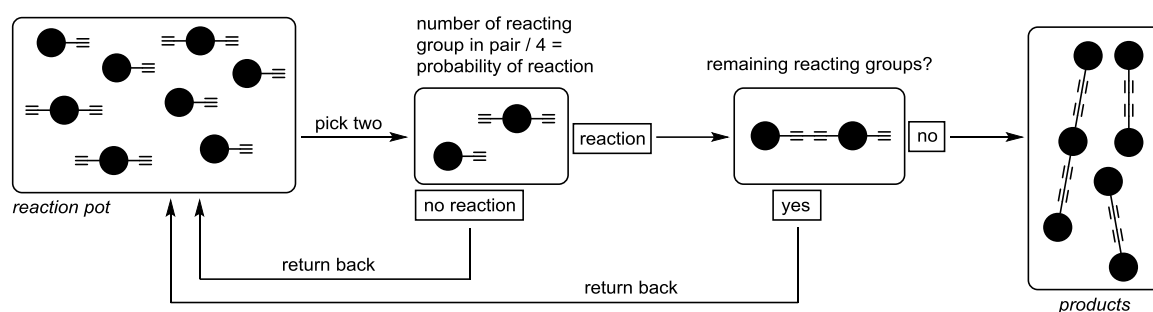 number of reacting
group in pair / 4 =
probability of reaction
remaining reacting groups?
pick two
reaction
no
reaction pot
no reaction
yes
return back
return back
products